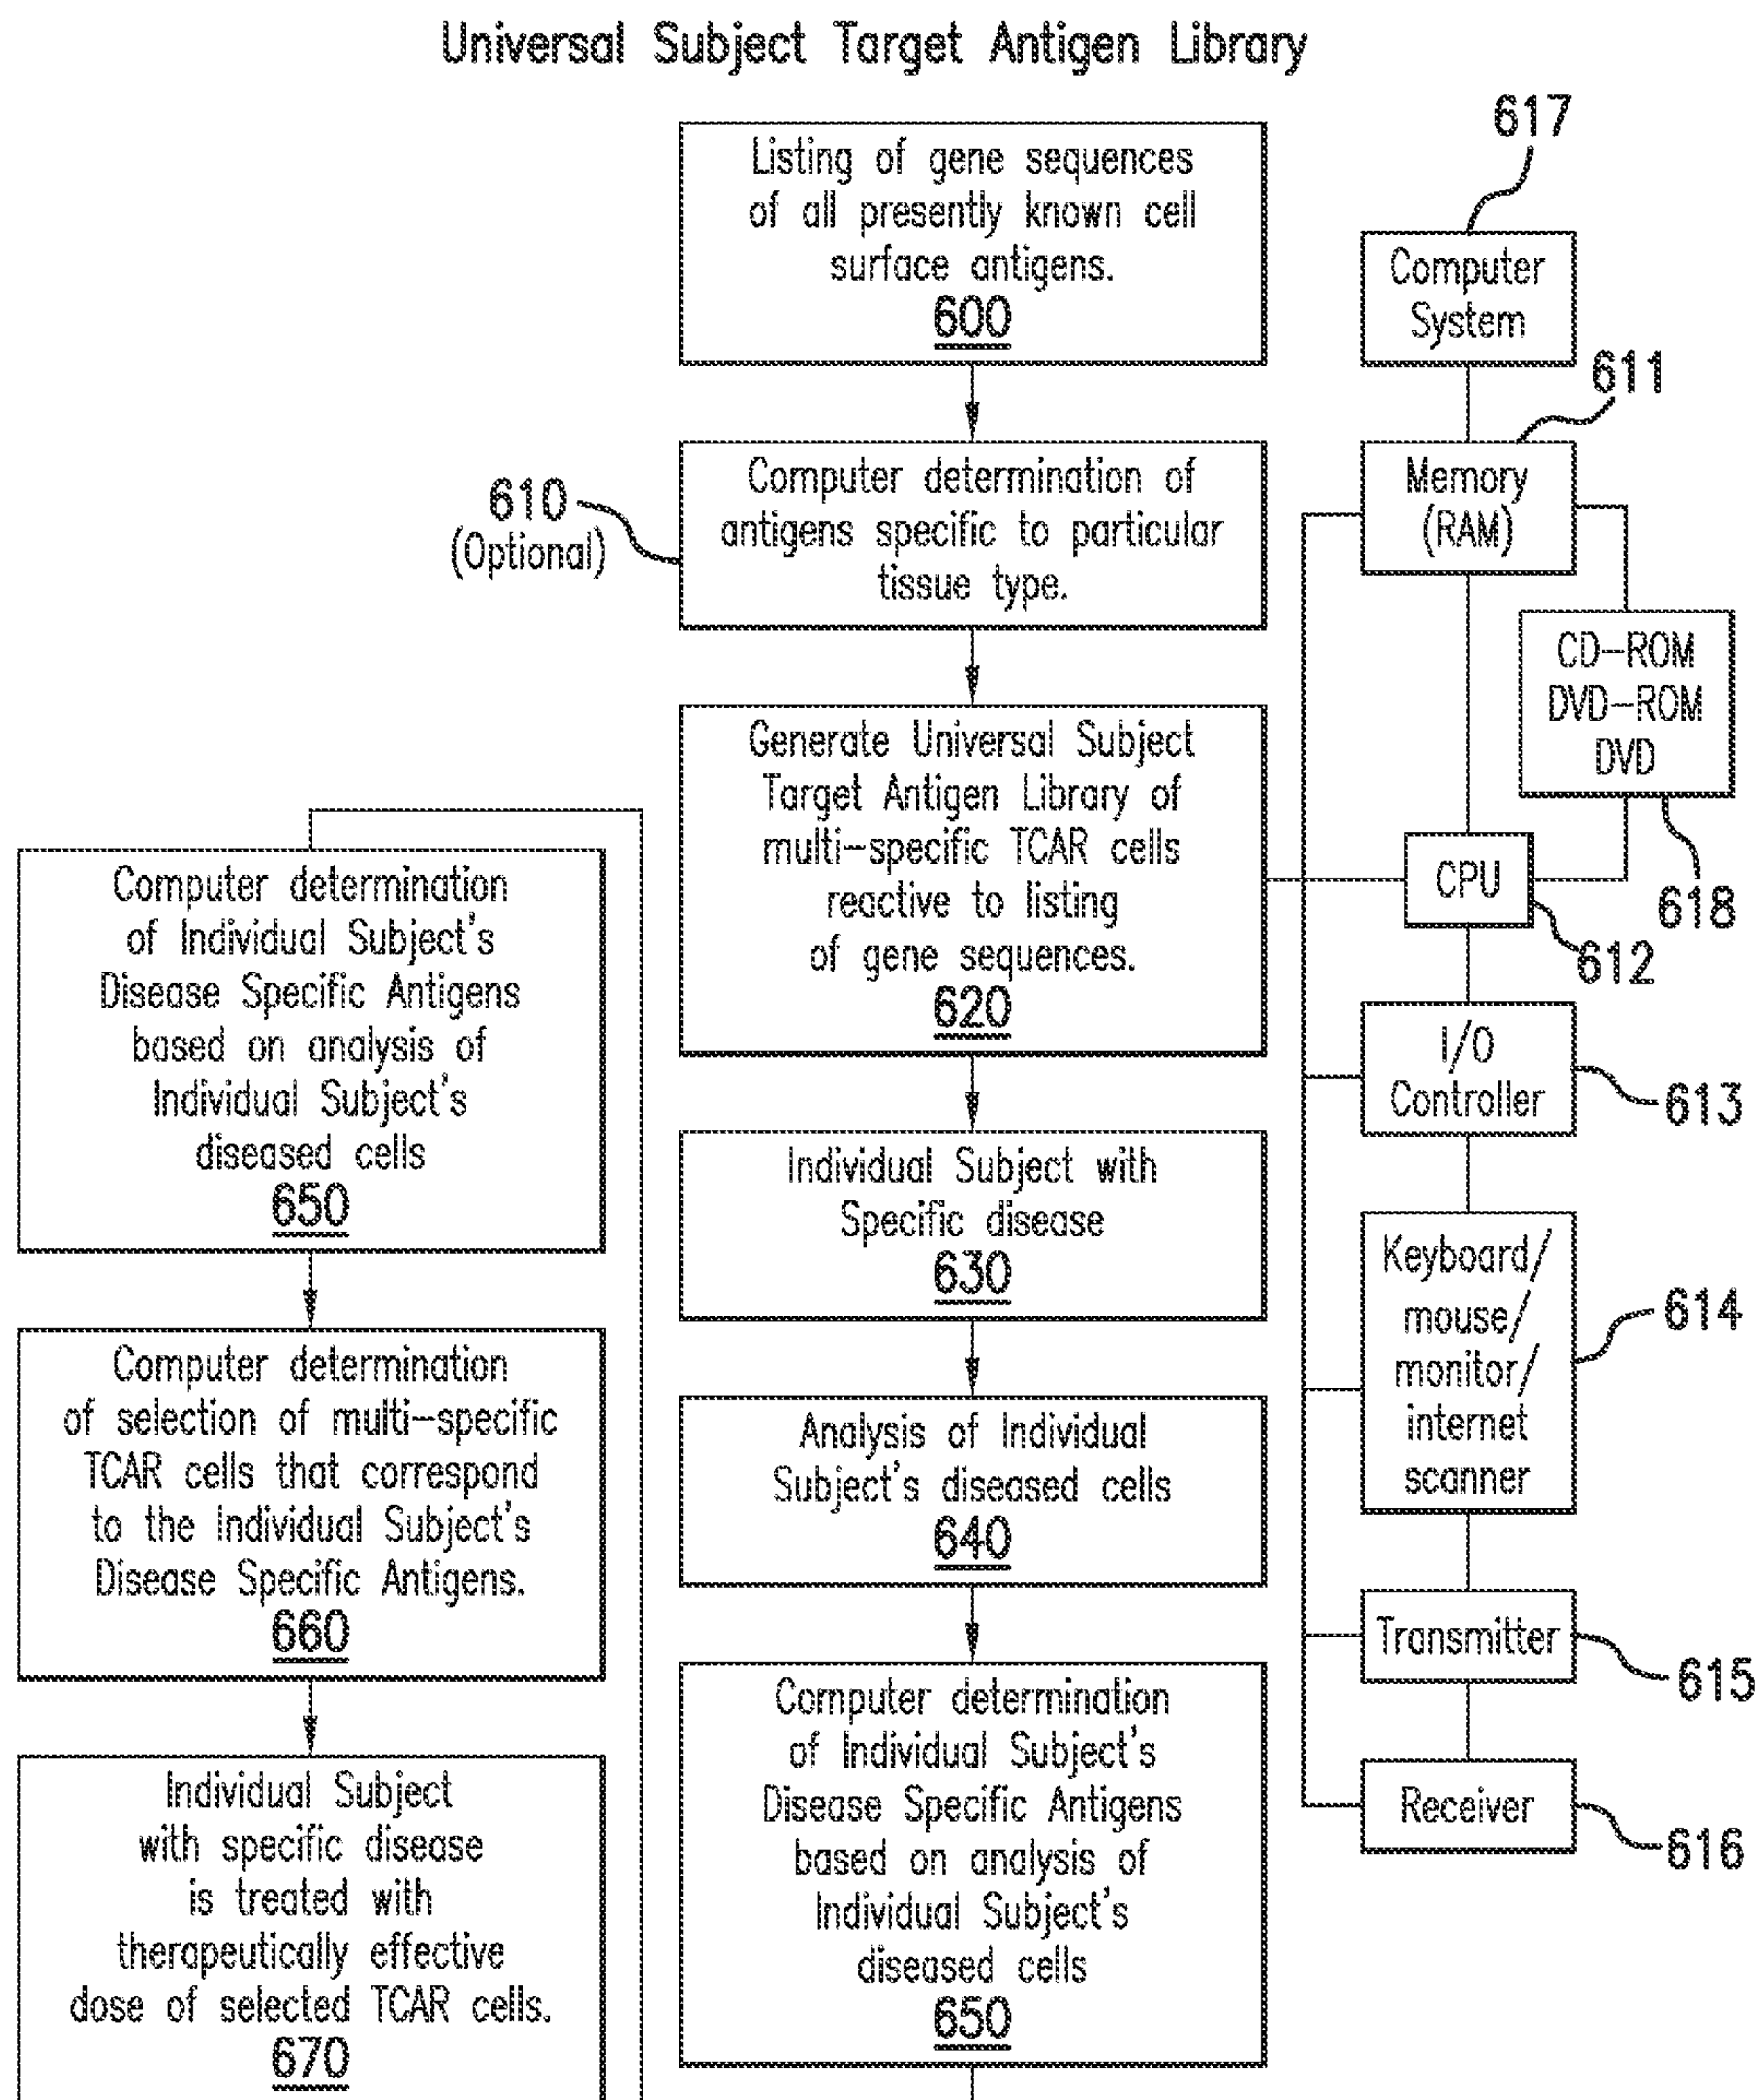 Universal Subject Target Antigen Library
Listing of gene sequences
of all presently known cell
surface antigens.
600
610
(Optional)
Computer determination of
antigens specific to particular
tissue type.
Generate Universal Subject
Target Antigen Library of
multi-specific TCAR cells
reactive to listing
of gene sequences.
620
Individual Subject with
Specific disease
630
Analysis of Individual
Subject's diseased cells
640
Computer determination
of Individual Subject's
Disease Specific Antigens
based on analysis of
Individual Subject's
diseased cells
650
Computer determination
of Individual Subject's
Disease Specific Antigens
based on analysis of
Individual Subject's
diseased cells
650
Computer determination
of selection of multi-specific
TCAR cells that correspond
to the Individual Subject's
Disease Specific Antigens.
660
Individual Subject
with specific disease
is treated with
therapeutically effective
dose of selected TCAR cells.
670
617
Computer
System
611
Memory
(RAM)
CD-ROM
DVD-ROM
DVD
618
CPU
612
I/O
Controller
613
Keyboard/
mouse/
monitor/
internet
scanner
614
Transmitter
615
Receiver
616